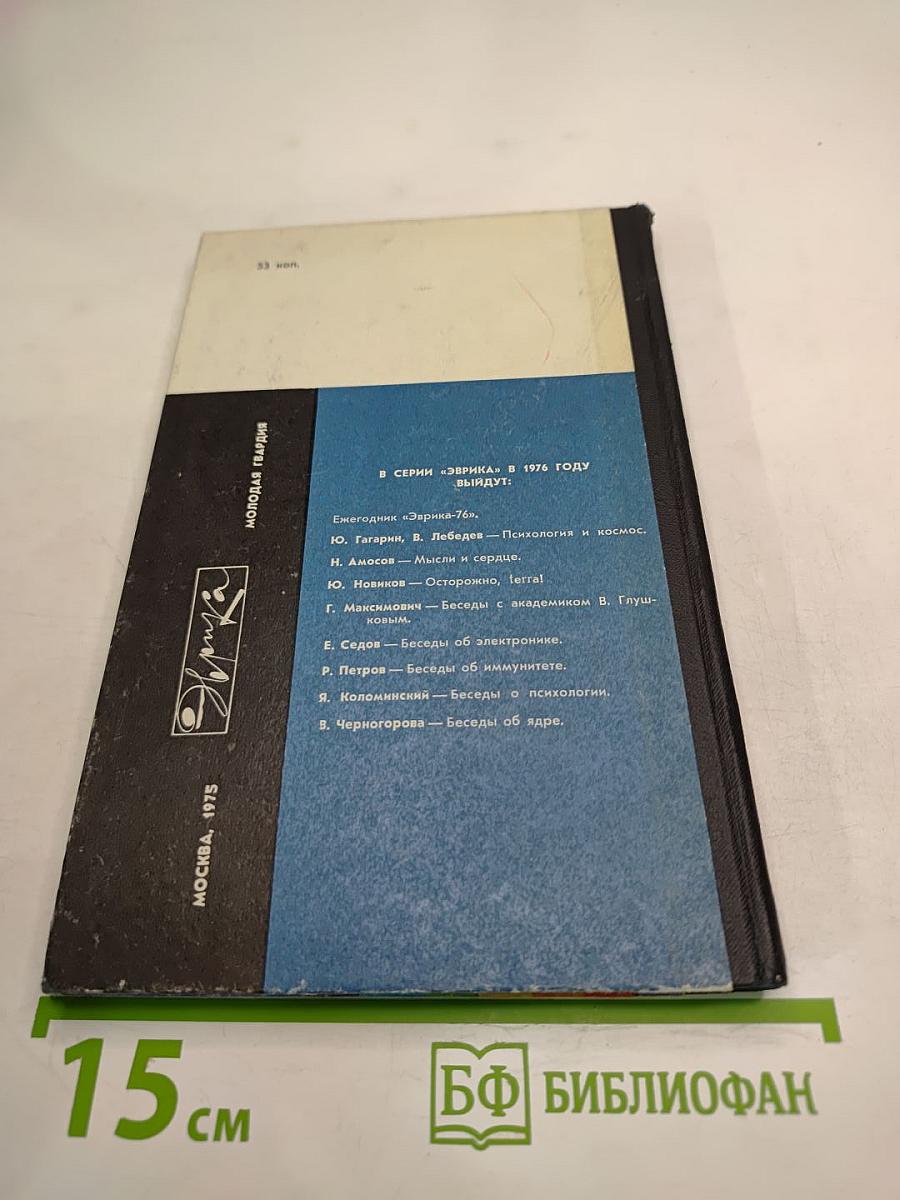 53 коп.
МОЛОДАЯ ГВАРДИЯ
Эврика
МОСКВА, 1975
В СЕРИИ «ЭВРИКА» В 1976 ГОДУ
ВЫЙДУТ:
Ежегодник «Эврика-76».
Ю. Гагарин, В. Лебедев — Психология и космос.
Н. Амосов — Мысли и сердце.
Ю. Новиков — Осторожно, terra!
Г. Максимович — Беседы с академиком В. Глуш-
ковым.
Е. Седов — Беседы об электронике.
Р. Петров — Беседы об иммунитете.
Я. Коломинский — Беседы о психологии.
В. Черногорова — Беседы об ядре.
15 см
БФ БИБЛИОФАН